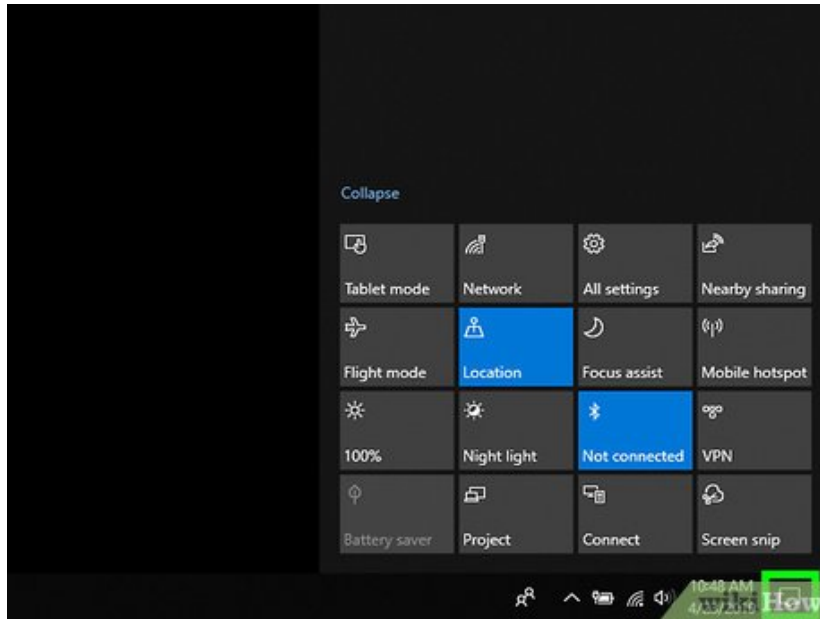 Collapse
Tablet mode
Network
All settings
Nearby sharing
Flight mode
Location
Focus assist
Mobile hotspot
100%
Night light
Not connected
VPN
Battery saver
Project
Connect
Screen snip
10:48 AM
wikiHow